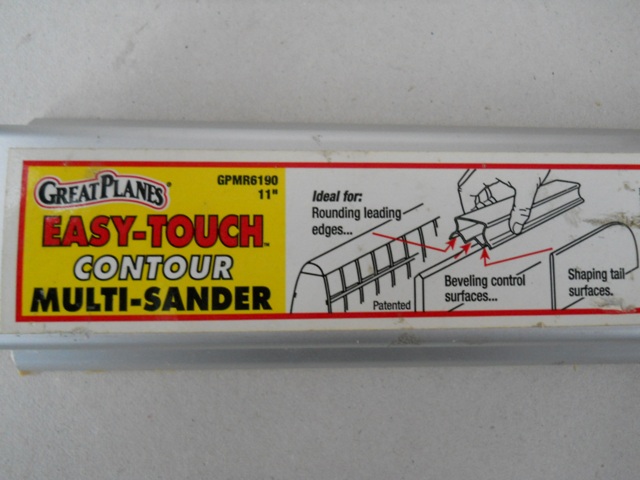 GREAT PLANES®
GPMR6190
11"
EASY-TOUCH™
CONTOUR
MULTI-SANDER
Ideal for:
Rounding leading
edges...
Patented
Beveling control
surfaces...
Shaping tail
surfaces.